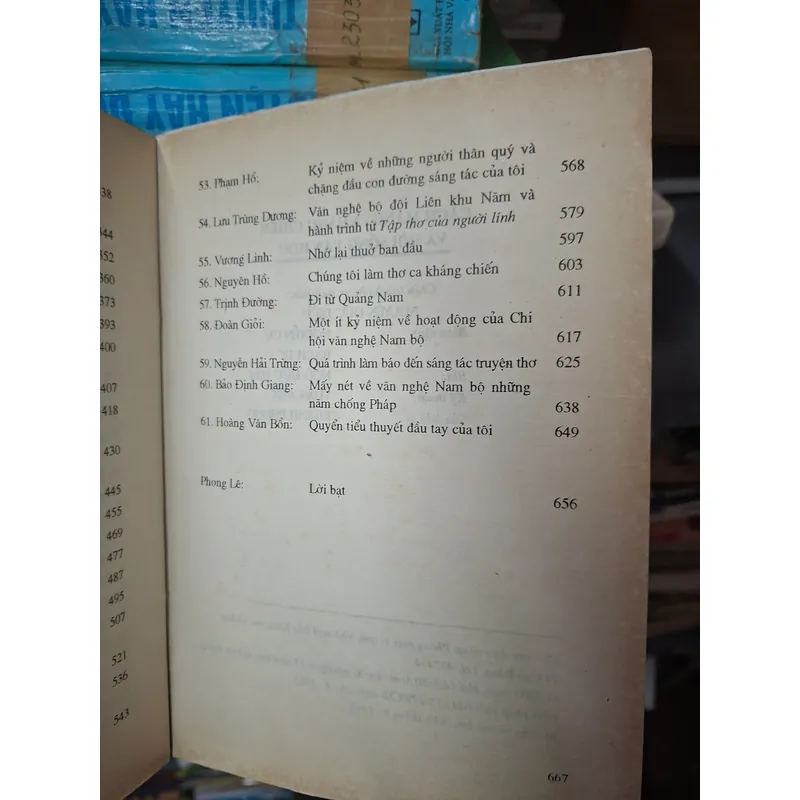 2303
XUẤT B
HỘI NHÀ V
38
344
352
360
373
393
400
407
418
430
445
455
469
477
487
495
507
521
536
543
53. Phạm Hổ: Kỷ niệm về những người thân quý và
chặng đầu con đường sáng tác của tôi 568
54. Lưu Trùng Dương: Văn nghệ bộ đội Liên khu Năm và
hành trình từ Tập thơ của người lính 579
55. Vương Linh: Nhớ lại thuở ban đầu 597
56. Nguyên Hồ: Chúng tôi làm thơ ca kháng chiến 603
57. Trịnh Đường: Đi từ Quảng Nam 611
58. Đoàn Giỏi: Một ít kỷ niệm về hoạt động của Chi
hội văn nghệ Nam bộ 617
59. Nguyễn Hải Trừng: Quá trình làm báo đến sáng tác truyện thơ 625
60. Bảo Định Giang: Mấy nét về văn nghệ Nam bộ những
năm chống Pháp 638
61. Hoàng Văn Bổn: Quyển tiểu thuyết đầu tay của tôi 649
Phong Lê: Lời bạt 656
667